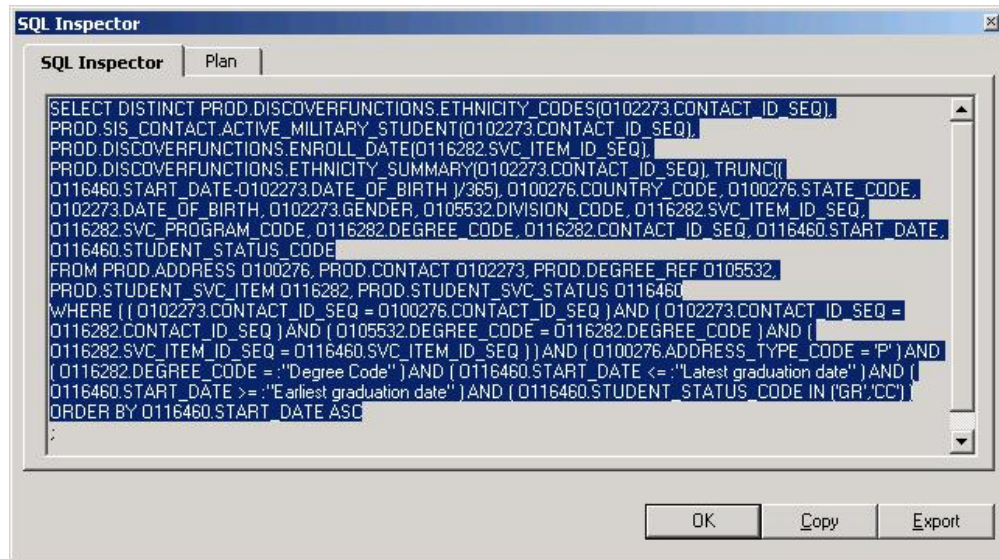 SQL Inspector
SQL Inspector
Plan
SELECT DISTINCT PROD.DISCOVERFUNCTIONS.ETHNICITY_CODES(O102273.CONTACT_ID_SEQ),
PROD.SIS_CONTACT.ACTIVE_MILITARY_STUDENT(O102273.CONTACT_ID_SEQ),
PROD.DISCOVERFUNCTIONS.ENROLL_DATE(O116282.SVC_ITEM_ID_SEQ),
PROD.DISCOVERFUNCTIONS.ETHNICITY_SUMMARY(O102273.CONTACT_ID_SEQ), TRUNC((
O116460.START_DATE-O102273.DATE_OF_BIRTH )/365), O100276.COUNTRY_CODE, O100276.STATE_CODE,
O102273.DATE_OF_BIRTH, O102273.GENDER, O105532.DIVISION_CODE, O116282.SVC_ITEM_ID_SEQ,
O116282.SVC_PROGRAM_CODE, O116282.DEGREE_CODE, O116282.CONTACT_ID_SEQ, O116460.START_DATE,
O116460.STUDENT_STATUS_CODE
FROM PROD.ADDRESS O100276, PROD.CONTACT O102273, PROD.DEGREE_REF O105532,
PROD.STUDENT_SVC_ITEM O116282, PROD.STUDENT_SVC_STATUS O116460
WHERE ( ( O102273.CONTACT_ID_SEQ = O100276.CONTACT_ID_SEQ ) AND ( O102273.CONTACT_ID_SEQ =
O116282.CONTACT_ID_SEQ ) AND ( O105532.DEGREE_CODE = O116282.DEGREE_CODE ) AND (
O116282.SVC_ITEM_ID_SEQ = O116460.SVC_ITEM_ID_SEQ ) ) AND ( O100276.ADDRESS_TYPE_CODE = 'P' ) AND
( O116282.DEGREE_CODE = :"Degree Code" ) AND ( O116460.START_DATE <= :"Latest graduation date" ) AND (
O116460.START_DATE >= :"Earliest graduation date" ) AND ( O116460.STUDENT_STATUS_CODE IN ('GR','CC') )
ORDER BY O116460.START_DATE ASC
;
OK
Copy
Export